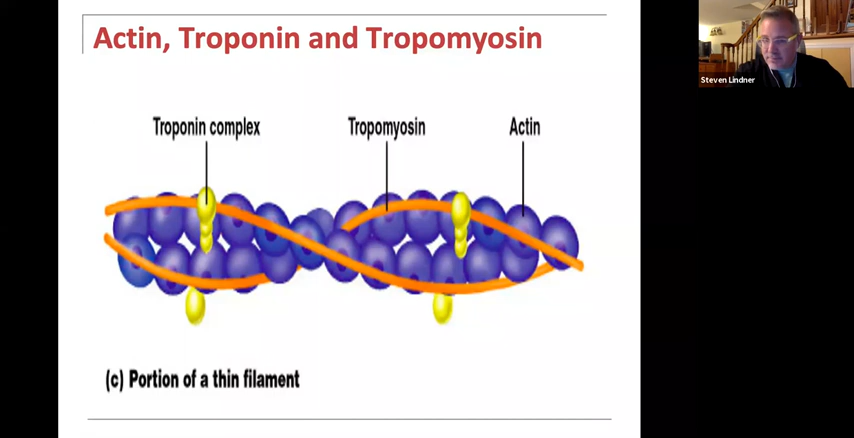 Actin, Troponin and Tropomyosin
Steven Lindner
Troponin complex
Tropomyosin
Actin
(c) Portion of a thin filament